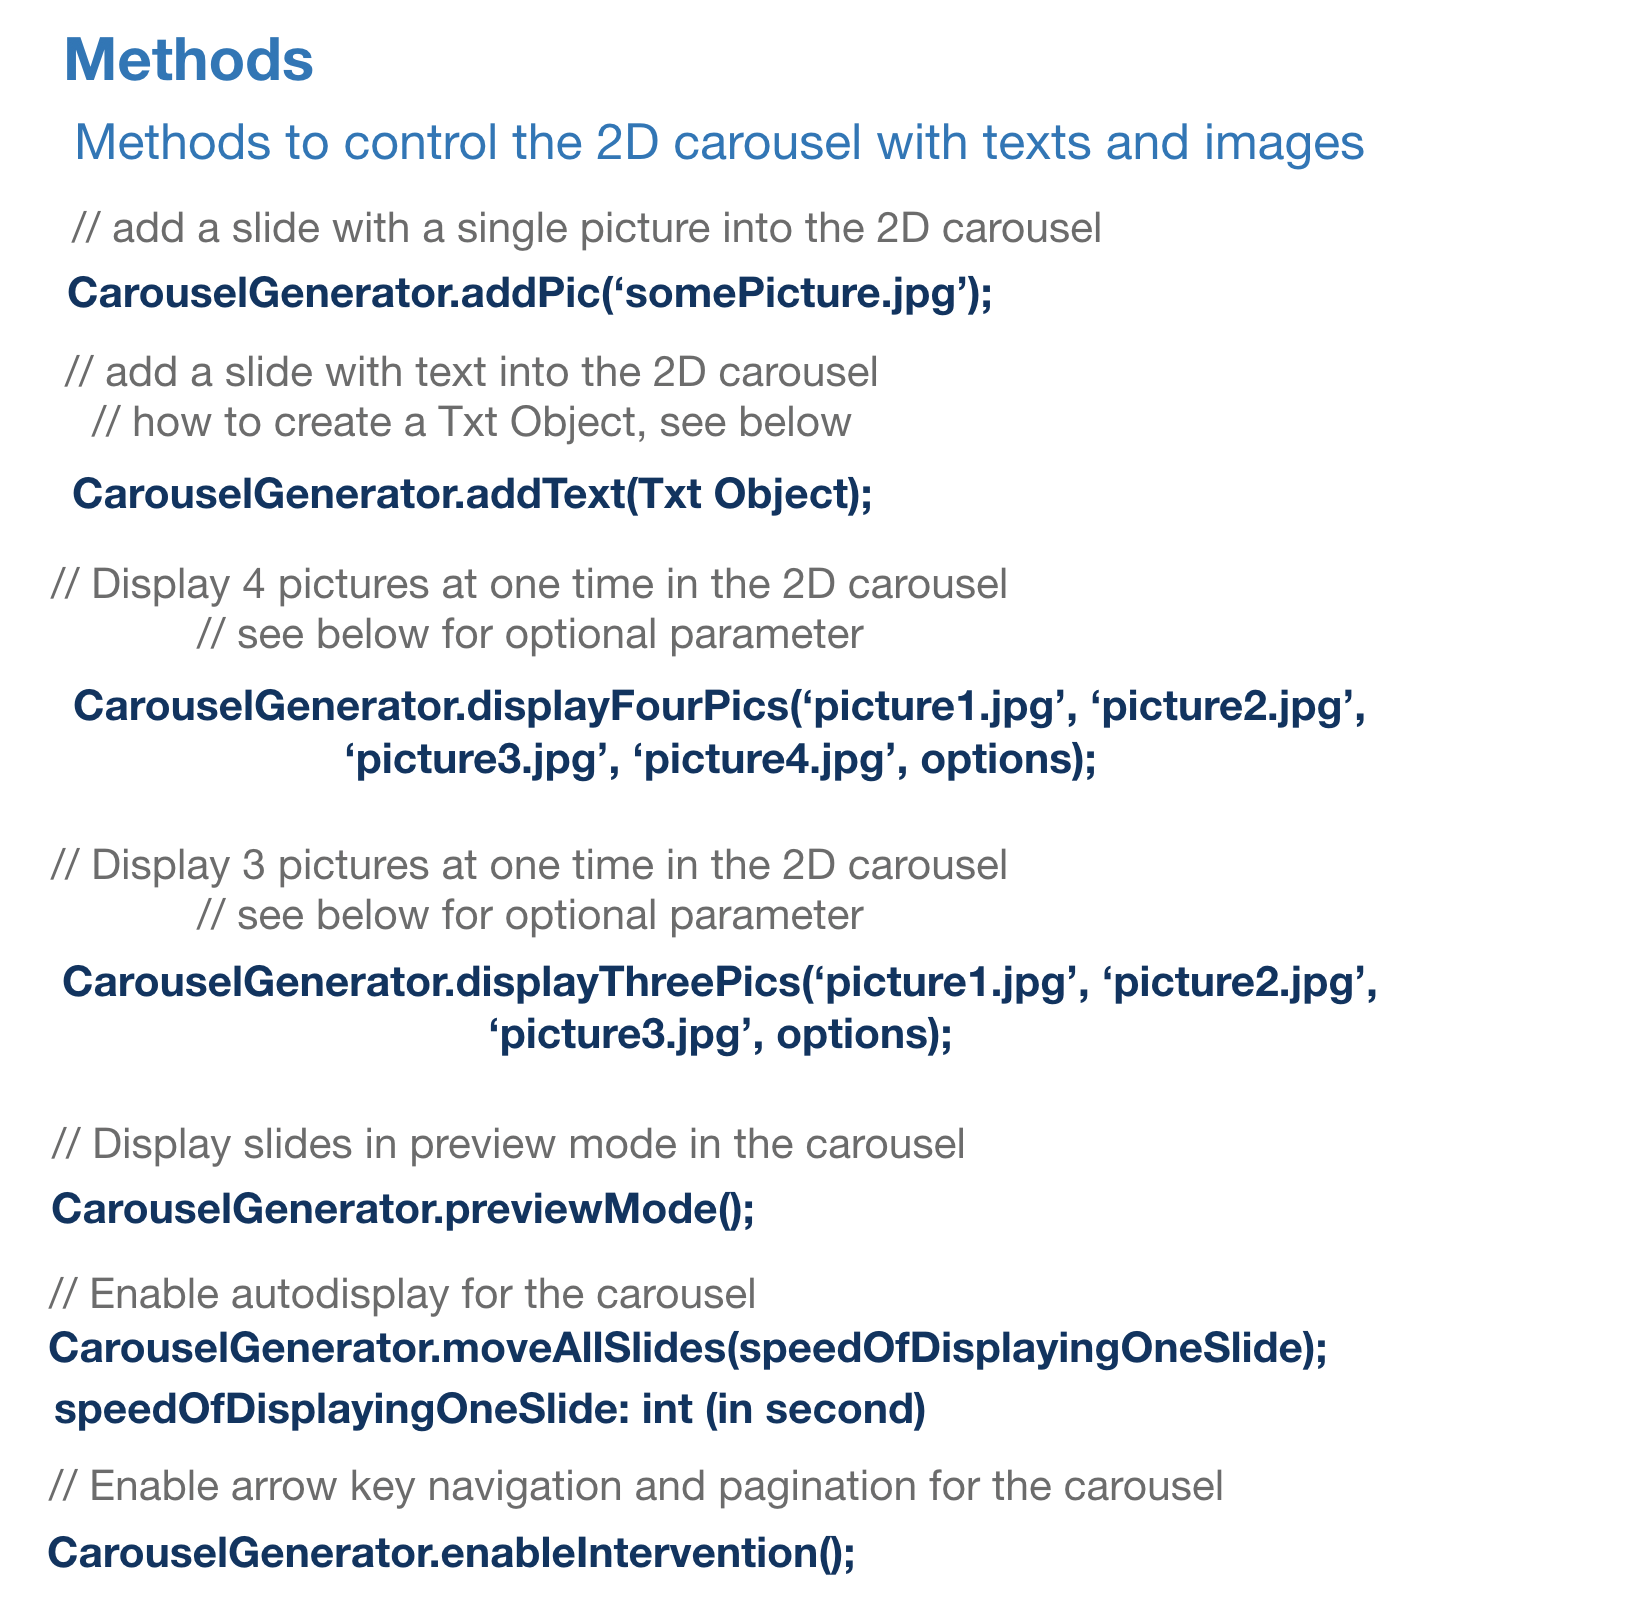 Methods
Methods to control the 2D carousel with texts and images
// add a slide with a single picture into the 2D carousel
CarouselGenerator.addPic(‘somePicture.jpg’);
// add a slide with text into the 2D carousel
// how to create a Txt Object, see below
CarouselGenerator.addText(Txt Object);
// Display 4 pictures at one time in the 2D carousel
// see below for optional parameter
CarouselGenerator.displayFourPics(‘picture1.jpg’, ‘picture2.jpg’,
‘picture3.jpg’, ‘picture4.jpg’, options);
// Display 3 pictures at one time in the 2D carousel
// see below for optional parameter
CarouselGenerator.displayThreePics(‘picture1.jpg’, ‘picture2.jpg’,
‘picture3.jpg’, options);
// Display slides in preview mode in the carousel
CarouselGenerator.previewMode();
// Enable autodisplay for the carousel
CarouselGenerator.moveAllSlides(speedOfDisplayingOneSlide);
speedOfDisplayingOneSlide: int (in second)
// Enable arrow key navigation and pagination for the carousel
CarouselGenerator.enableIntervention();